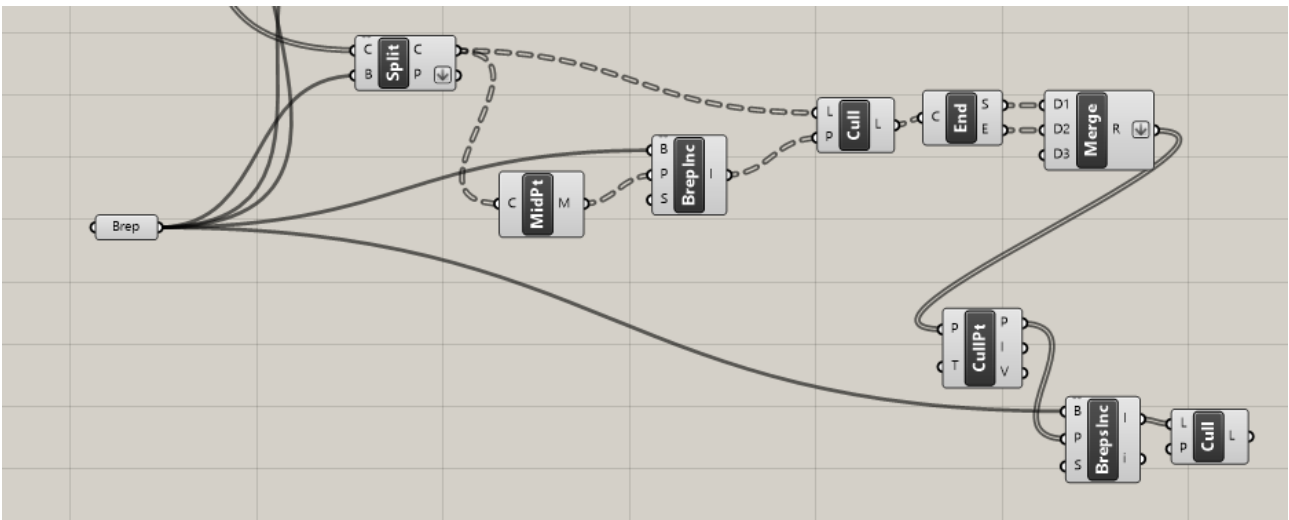 C Split C
B P
Brep
C MidPt M
B BrepInc
P I
S
L Cull L
P
C End S
E
D1 Merge
D2 R
D3
P CullPt P
I
T V
B BrepsInc I
P
S i
L Cull L
P